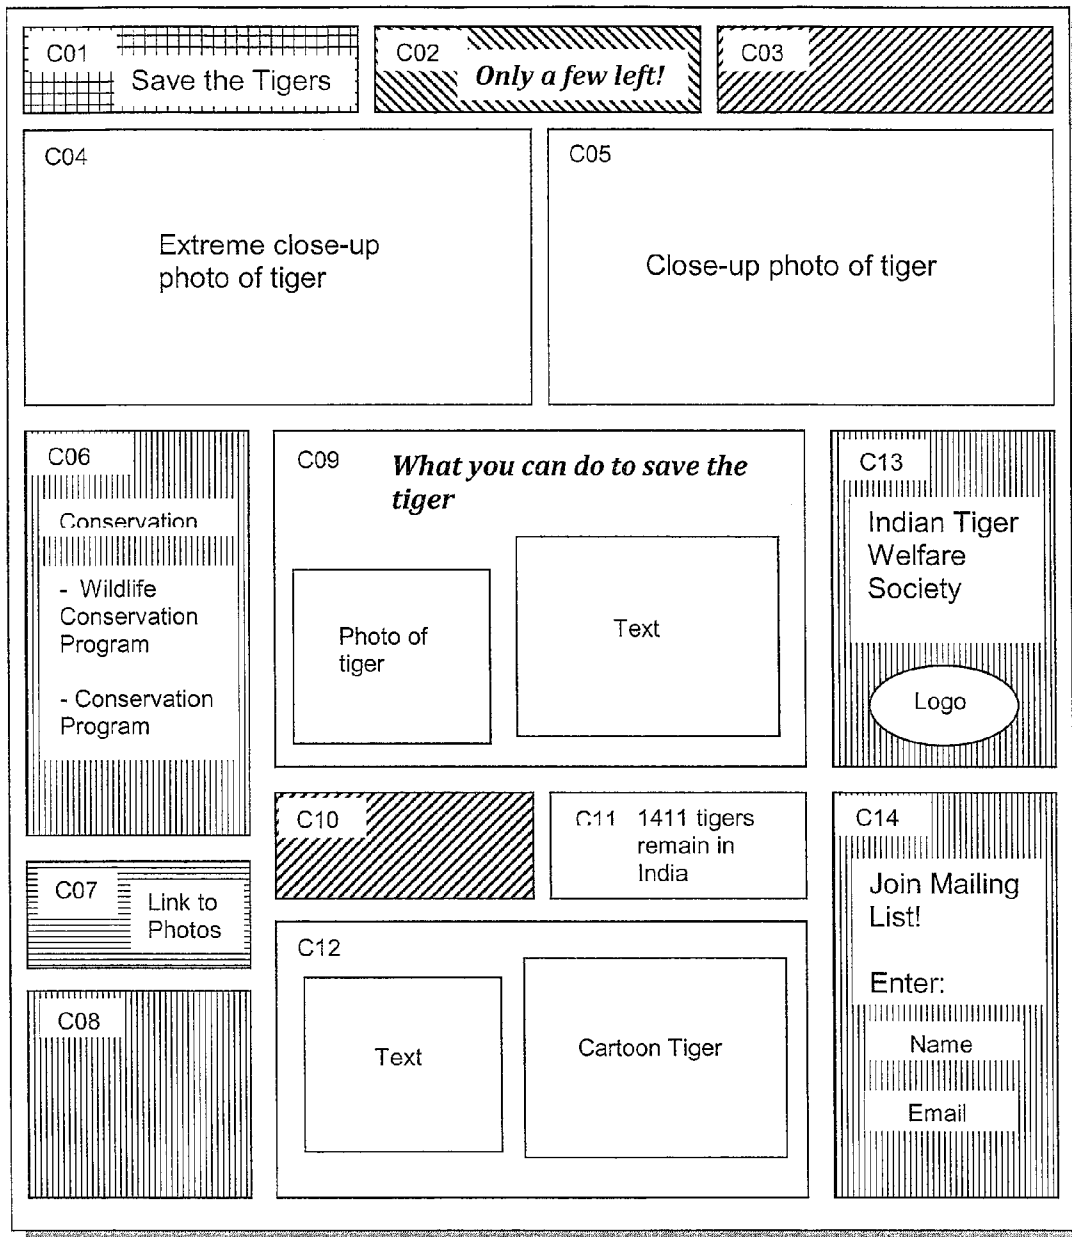 C01
Save the Tigers
C02
Only a few left!
C03
C04
Extreme close-up
photo of tiger
C05
Close-up photo of tiger
C06
Conservation
- Wildlife
Conservation
Program
- Conservation
Program
C07
Link to
Photos
C08
C09
What you can do to save the
tiger
Photo of
tiger
Text
C10
C11
1411 tigers
remain in
India
C12
Text
Cartoon Tiger
C13
Indian Tiger
Welfare
Society
Logo
C14
Join Mailing
List!
Enter:
Name
Email